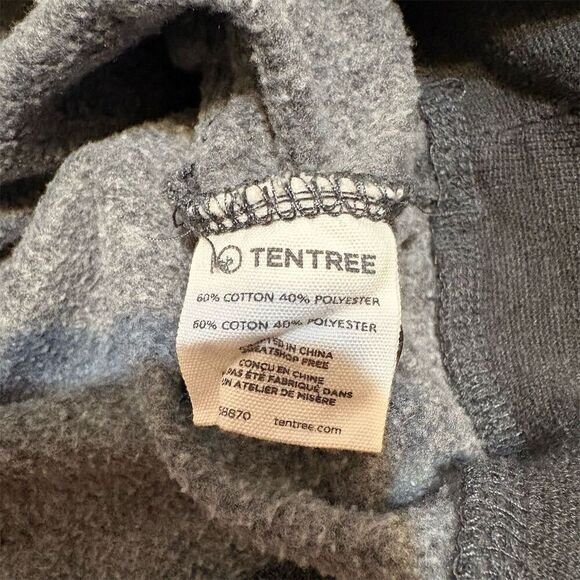 TENTREE
60% COTTON 40% POLYESTER
60% COTON 40% POLYESTER
IN CHINA
FREE
CONÇU EN CHINE
PAS ÉTÉ FABRIQUÉ DANS
UN ATELIER DE MISÈRE
tentree.com